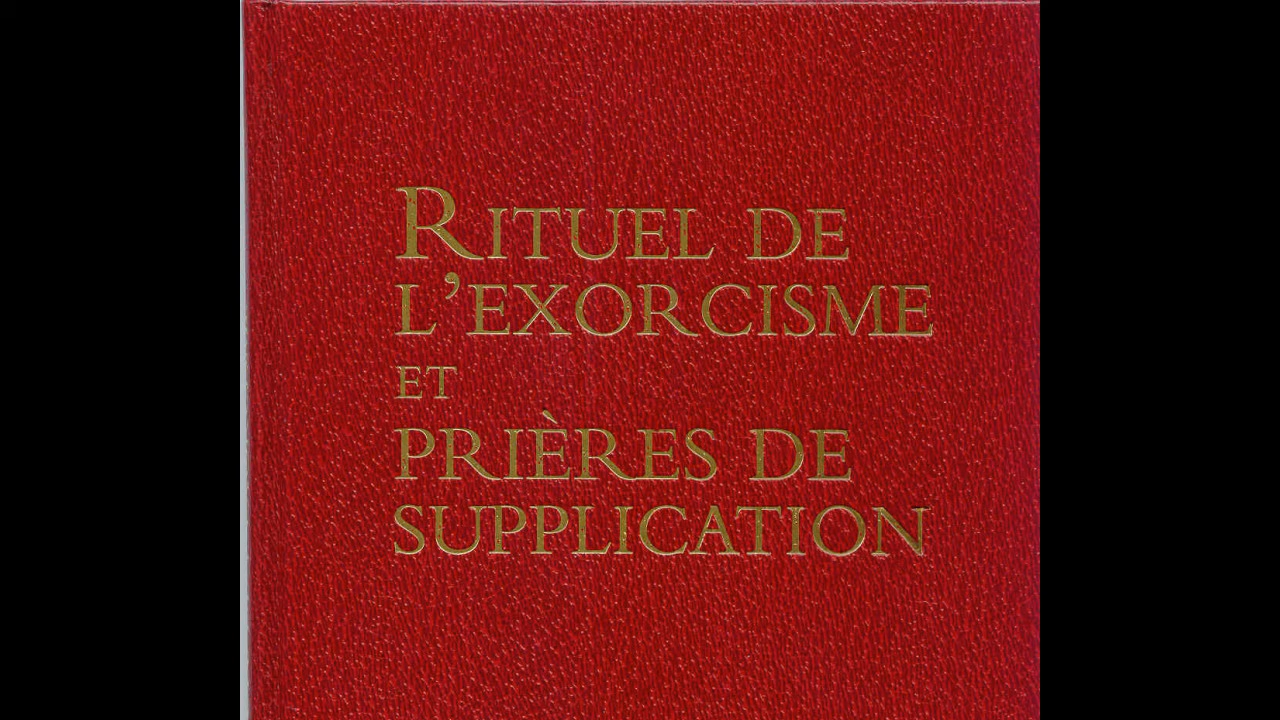 Rituel de
l’exorcisme
et
prières de
supplication